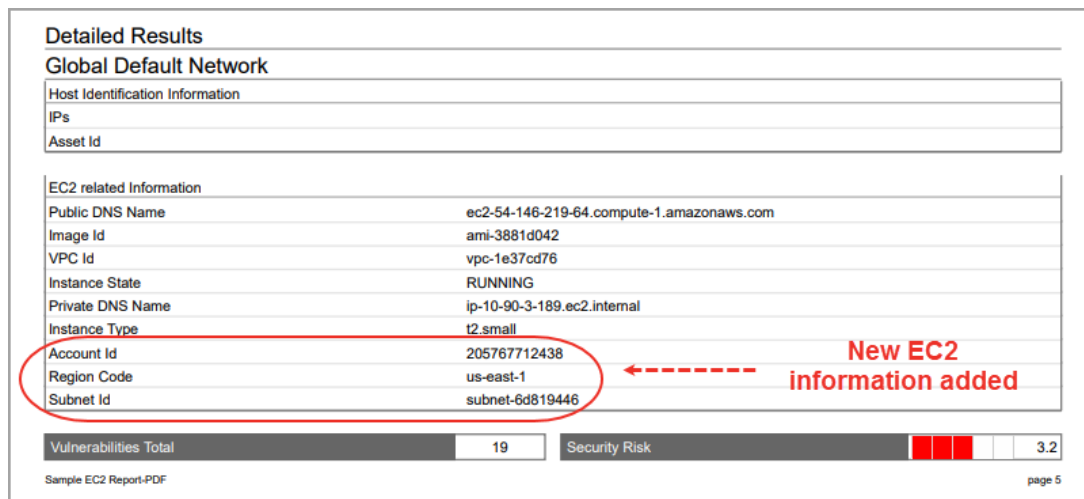 Detailed Results
Global Default Network
Host Identification Information
IPs
Asset Id
EC2 related Information
Public DNS Name ec2-54-146-219-64.compute-1.amazonaws.com
Image Id ami-3881d042
VPC Id vpc-1e37cd76
Instance State RUNNING
Private DNS Name ip-10-90-3-189.ec2.internal
Instance Type t2.small
Account Id 205767712438
Region Code us-east-1
Subnet Id subnet-6d819446
New EC2
information added
Vulnerabilities Total 19 Security Risk 3.2
Sample EC2 Report-PDF page 5